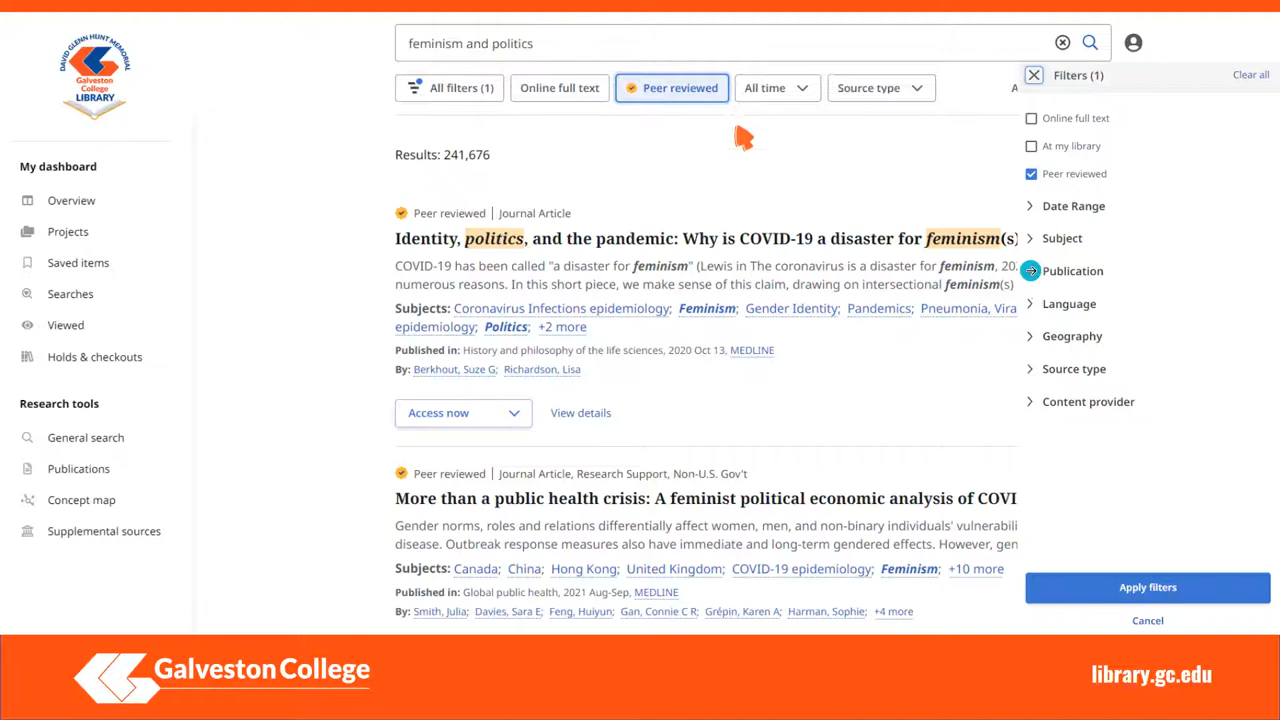 DAVID GLENN HUNT MEMORIAL
Galveston
College
LIBRARY
My dashboard
Overview
Projects
Saved items
Searches
Viewed
Holds & checkouts
Research tools
General search
Publications
Concept map
Supplemental sources
feminism and politics
All filters (1)
Online full text
Peer reviewed
All time
Source type
A
Results: 241,676
Peer reviewed | Journal Article
Identity, politics, and the pandemic: Why is COVID-19 a disaster for feminism(s)
COVID-19 has been called "a disaster for feminism" (Lewis in The coronavirus is a disaster for feminism, 20
numerous reasons. In this short piece, we make sense of this claim, drawing on intersectional feminism(s)
Subjects: Coronavirus Infections epidemiology; Feminism; Gender Identity; Pandemics; Pneumonia, Vira
epidemiology; Politics; +2 more
Published in: History and philosophy of the life sciences, 2020 Oct 13, MEDLINE
By: Berkhout, Suze G; Richardson, Lisa
Access now
View details
Peer reviewed | Journal Article, Research Support, Non-U.S. Gov't
More than a public health crisis: A feminist political economic analysis of COVI
Gender norms, roles and relations differentially affect women, men, and non-binary individuals' vulnerabili
disease. Outbreak response measures also have immediate and long-term gendered effects. However, gen
Subjects: Canada; China; Hong Kong; United Kingdom; COVID-19 epidemiology; Feminism; +10 more
Published in: Global public health, 2021 Aug-Sep, MEDLINE
By: Smith, Julia; Davies, Sara E; Feng, Huiyun; Gan, Connie C R; Grépin, Karen A; Harman, Sophie; +4 more
Filters (1)
Clear all
Online full text
At my library
Peer reviewed
Date Range
Subject
Publication
Language
Geography
Source type
Content provider
Apply filters
Cancel
Galveston College
library.gc.edu